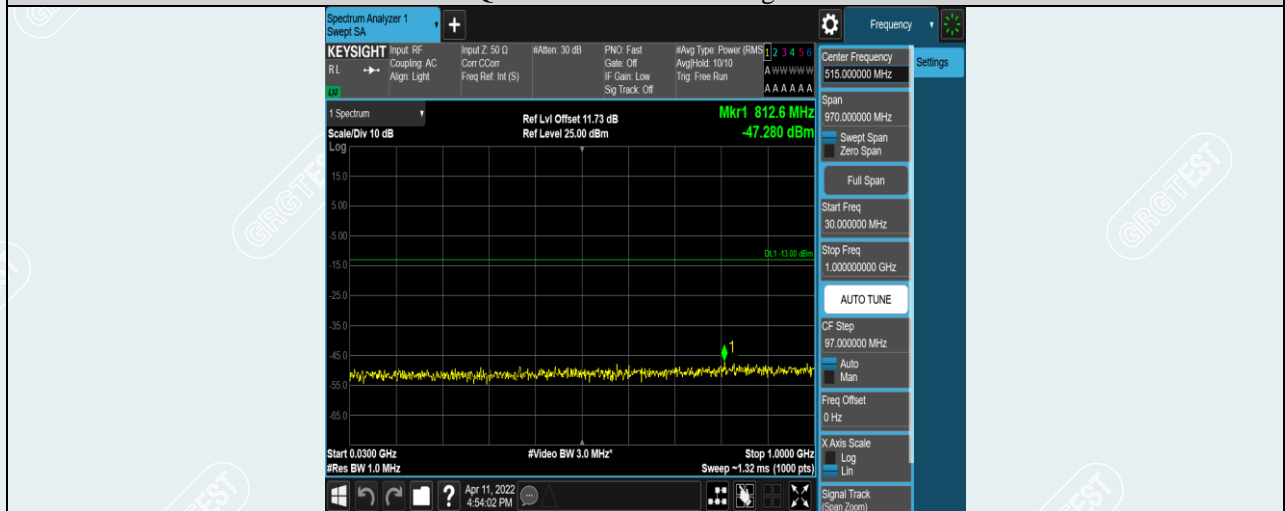 Spectrum Analyzer 1
Swept SA
+
Frequency
KEYSIGHT
RL
LXI
Input: RF
Coupling: AC
Align: Light
Input Z: 50 Ω
Corr CCorr
Freq Ref: Int (S)
#Atten: 30 dB
PNO: Fast
Gate: Off
IF Gain: Low
Sig Track: Off
#Avg Type: Power (RMS
Avg|Hold: 10/10
Trig: Free Run
1 2 3 4 5 6
A W W W W W
A A A A A A
1 Spectrum
Scale/Div 10 dB
Log
Ref Lvl Offset 11.73 dB
Ref Level 25.00 dBm
Mkr1 812.6 MHz
-47.280 dBm
15.0
5.00
-5.00
DL1 -13.00 dBm
-15.0
-25.0
-35.0
1
-45.0
-55.0
-65.0
Start 0.0300 GHz
#Video BW 3.0 MHz*
Stop 1.0000 GHz
#Res BW 1.0 MHz
Sweep ~1.32 ms (1000 pts)
?
Apr 11, 2022
4:54:02 PM
Settings
Center Frequency
515.000000 MHz
Span
970.000000 MHz
Swept Span
Zero Span
Full Span
Start Freq
30.000000 MHz
Stop Freq
1.000000000 GHz
AUTO TUNE
CF Step
97.000000 MHz
Auto
Man
Freq Offset
0 Hz
X Axis Scale
Log
Lin
Signal Track
(Span Zoom)
GRGTEST
GRGTEST
GRGTEST
GRGTEST
GRGTEST